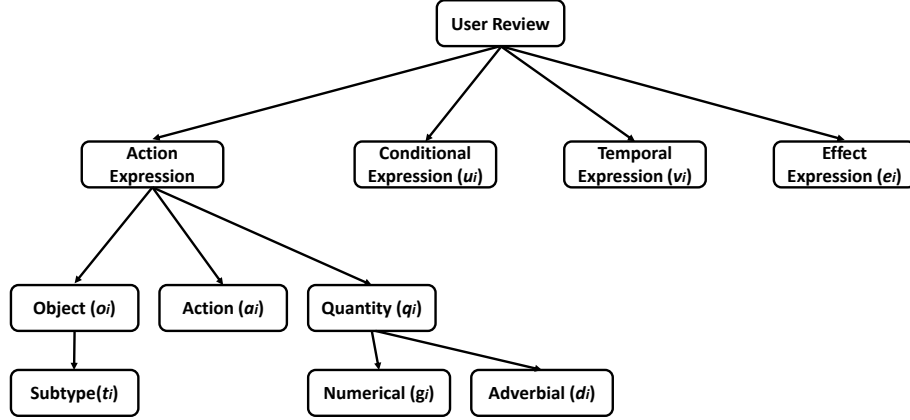 User Review
Action
Expression
Conditional
Expression (ui)
Temporal
Expression (vi)
Effect
Expression (ei)
Object (oi)
Action (ai)
Quantity (qi)
Subtype(ti)
Numerical (gi)
Adverbial (di)